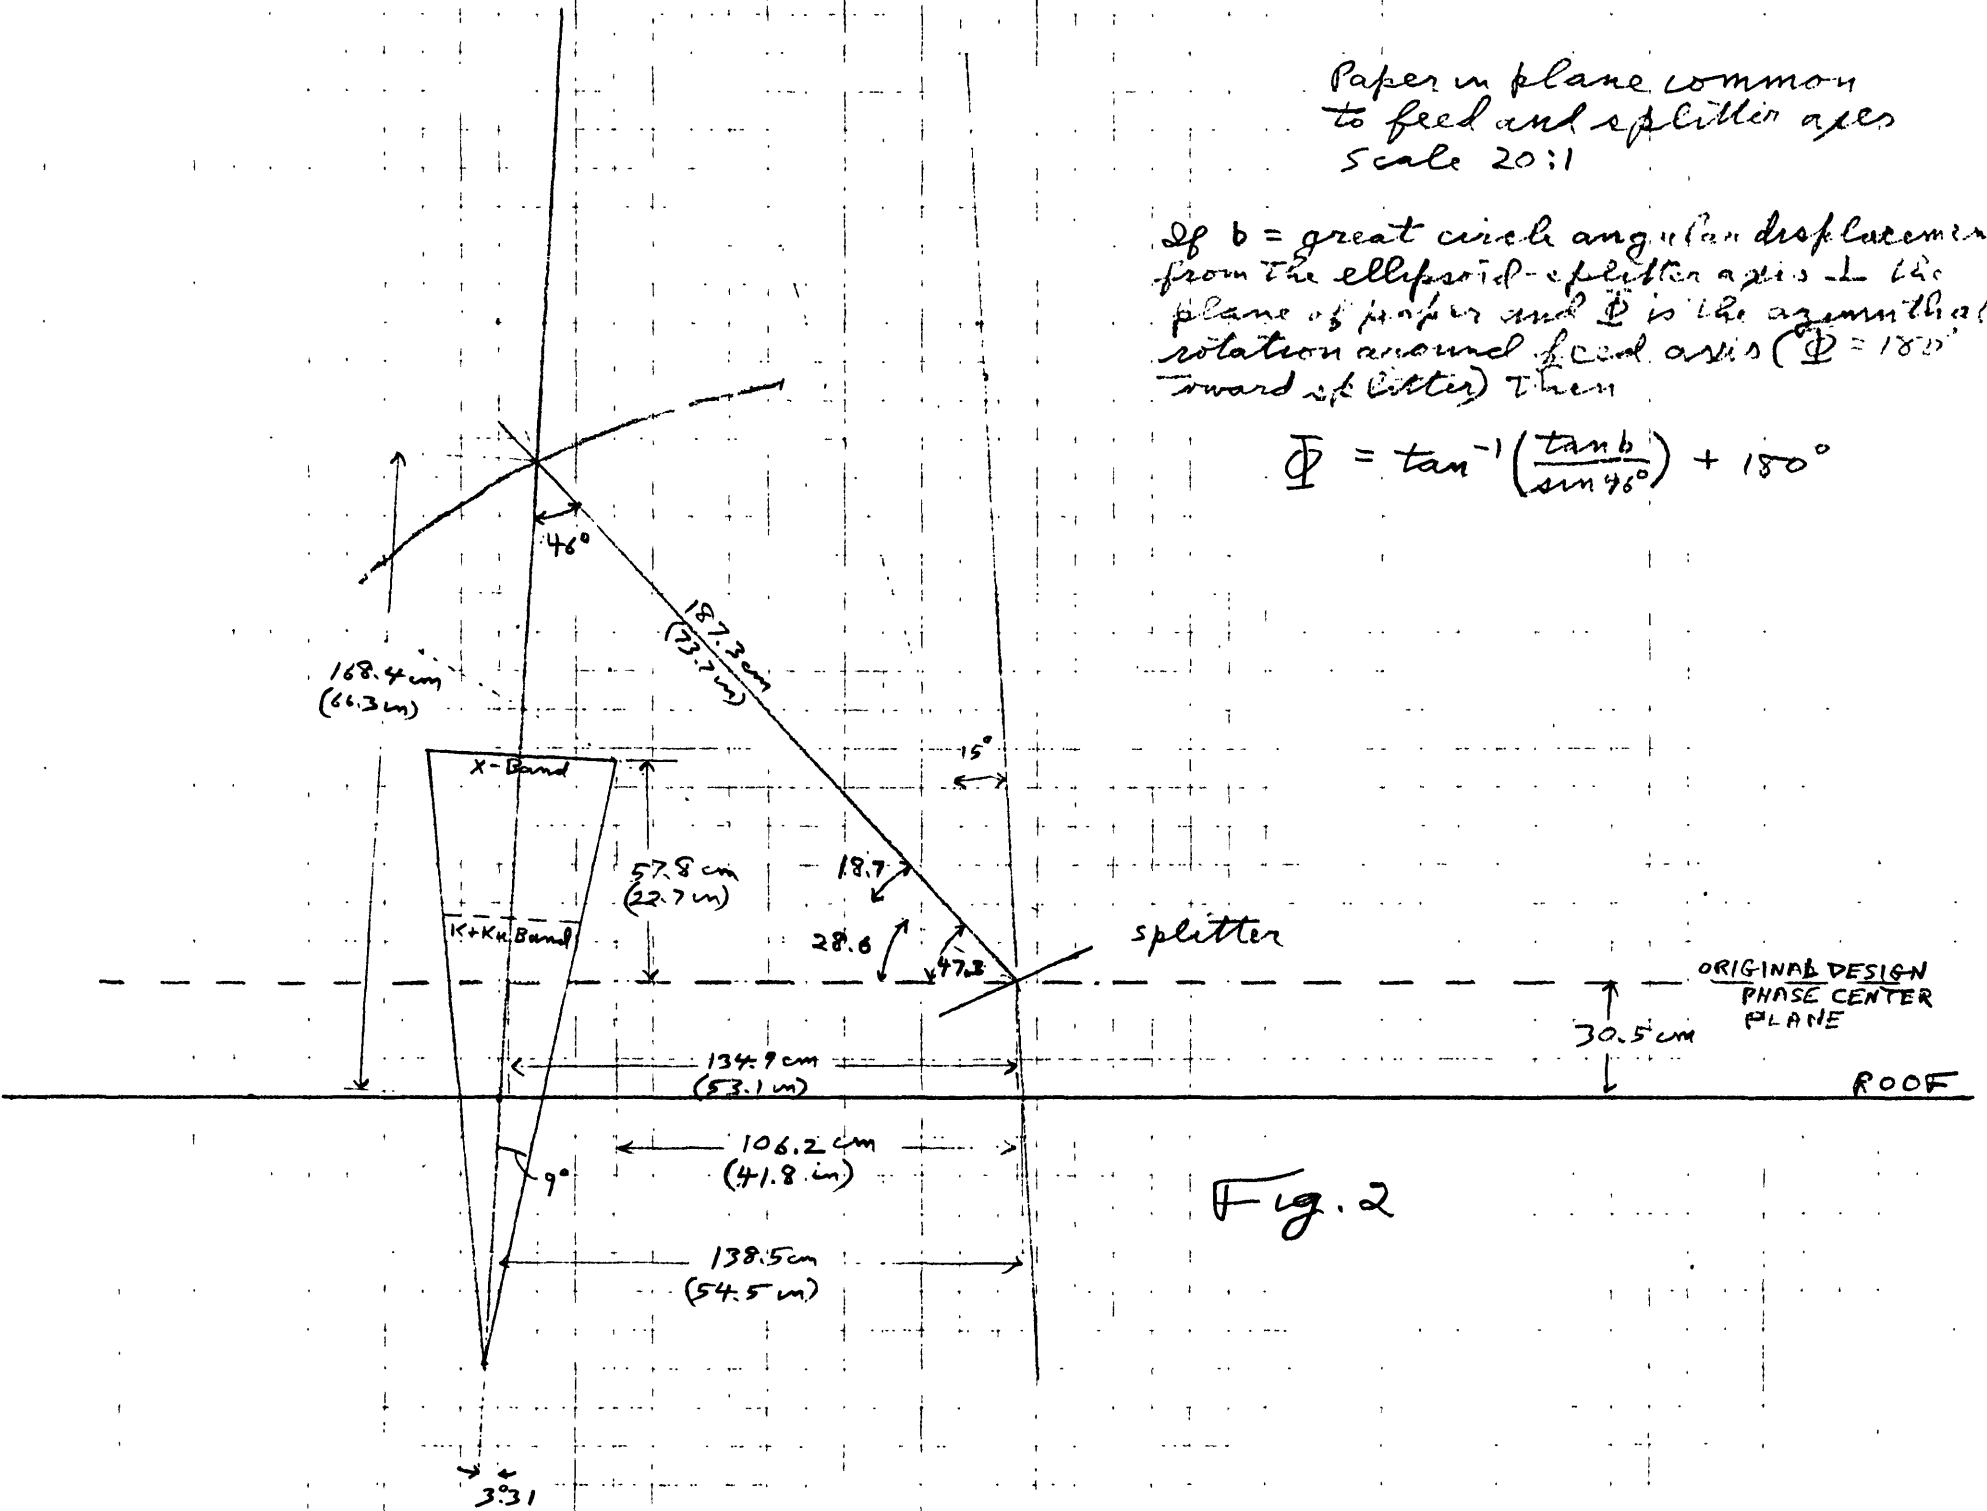 Paper in plane common
to feed and splitter axes
scale 20:1
If b = great circle angular displacemen
from the ellipsoid-splitter axis ⊥ the
plane of paper and Φ is the azimuthal
rotation around feed axis (Φ = 180°
toward splitter) Then
Φ = tan⁻¹(tan b / sin 46°) + 180°
46°
187.3 cm
(73.7 in)
168.4 cm
(66.3 in)
15°
X-Band
57.8 cm
(22.7 in)
18.7
28.6
47.3
K+Ku Band
splitter
ORIGINAL DESIGN
PHASE CENTER
PLANE
30.5 cm
134.9 cm
(53.1 in)
ROOF
106.2 cm
(41.8 in)
9°
Fig. 2
138.5 cm
(54.5 in)
3°.31